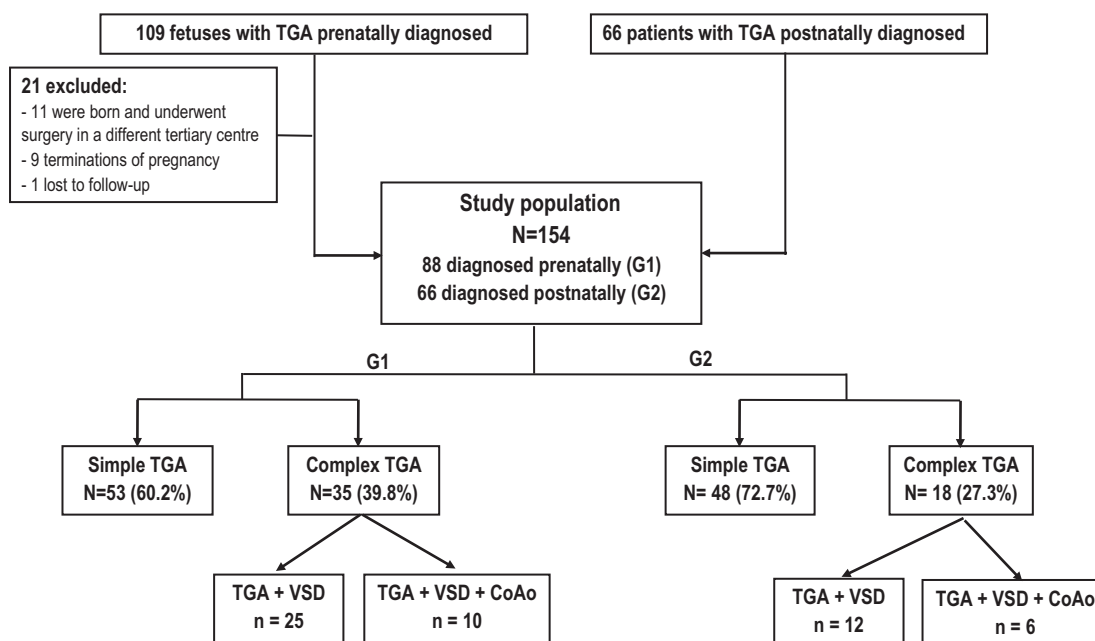 109 fetuses with TGA prenatally diagnosed
66 patients with TGA postnatally diagnosed
21 excluded:
- 11 were born and underwent
surgery in a different tertiary centre
- 9 terminations of pregnancy
- 1 lost to follow-up
Study population
N=154
88 diagnosed prenatally (G1)
66 diagnosed postnatally (G2)
G1
G2
Simple TGA
N=53 (60.2%)
Complex TGA
N=35 (39.8%)
Simple TGA
N= 48 (72.7%)
Complex TGA
N= 18 (27.3%)
TGA + VSD
n = 25
TGA + VSD + CoAo
n = 10
TGA + VSD
n = 12
TGA + VSD + CoAo
n = 6